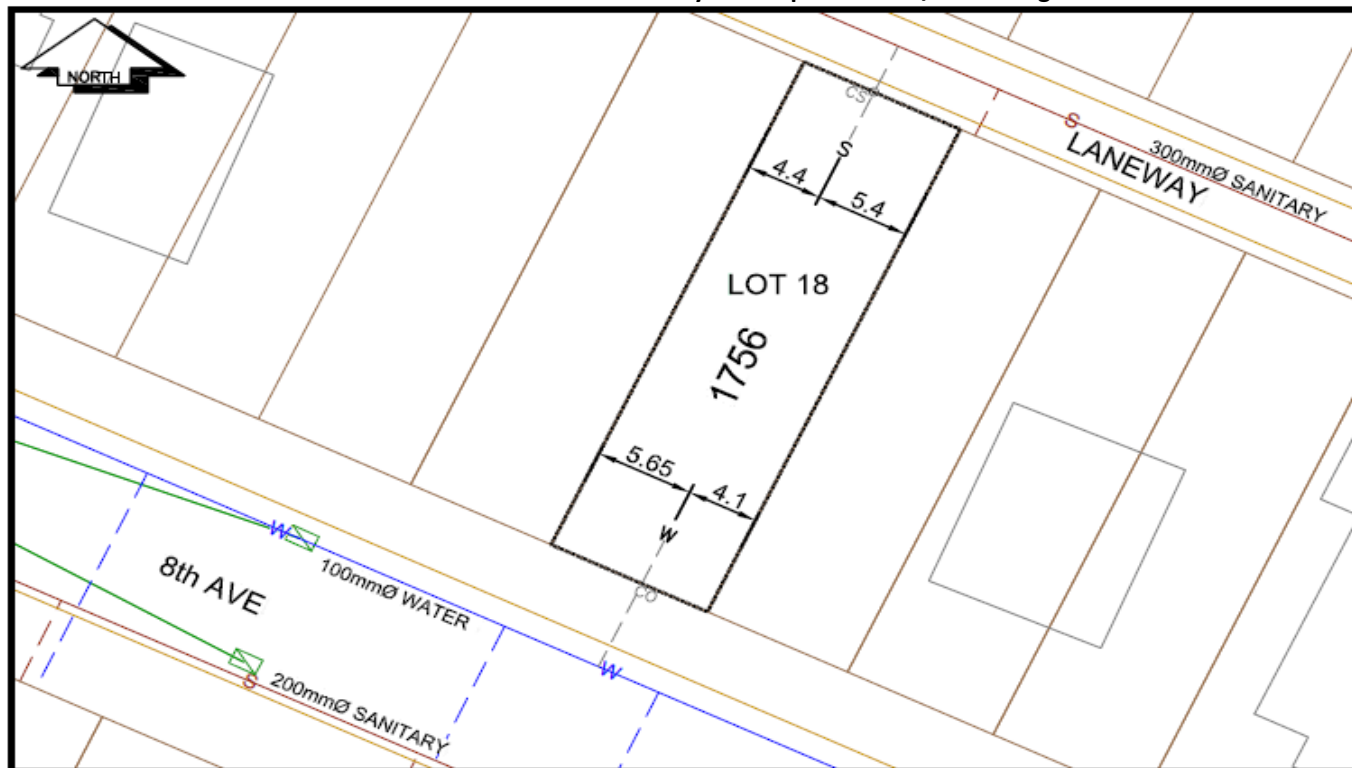 NORTH
CS
S
S
300mmØ SANITARY
LANEWAY
4.4
5.4
LOT 18
1756
5.65
4.1
W
CO
W
100mmØ WATER
8th AVE
W
S
200mmØ SANITARY